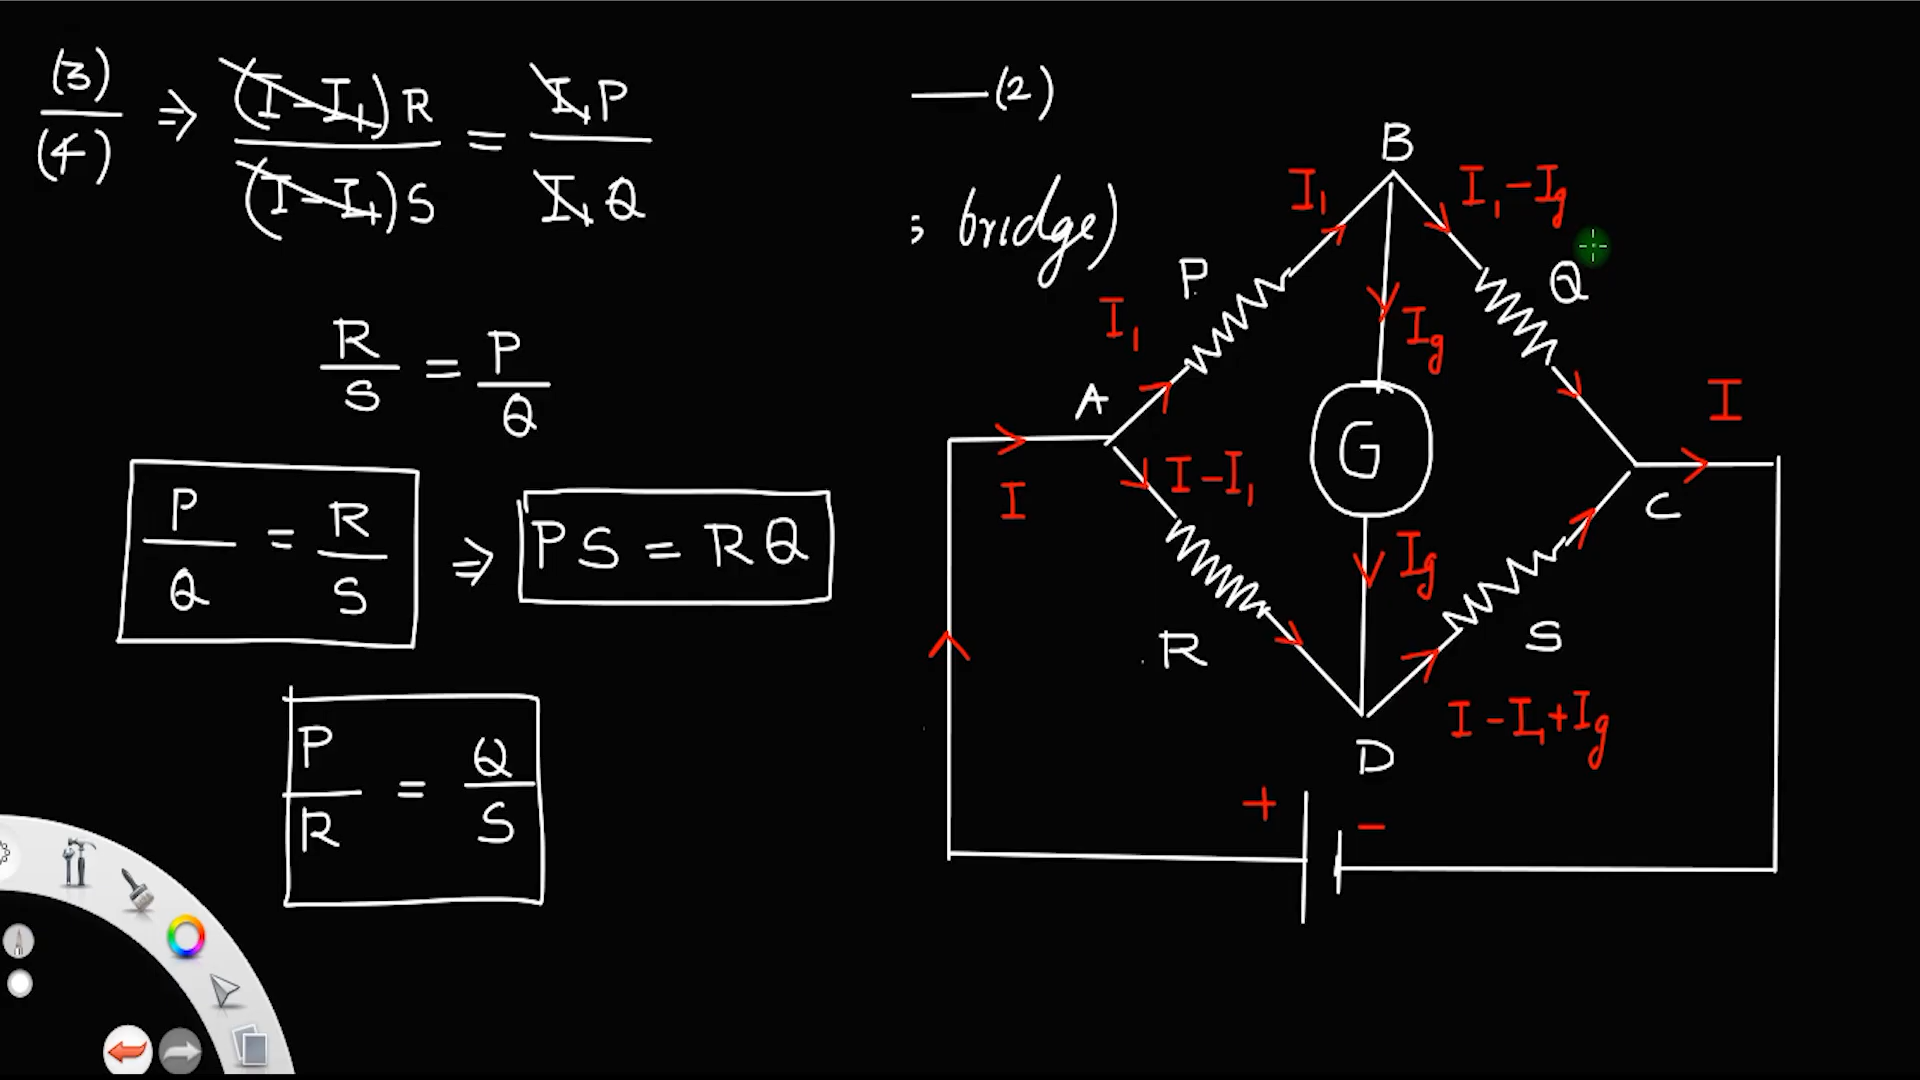 (3)/(4) ⇒ (I-I₁)R/(I-I₁)S = I₁P/I₁Q
R/S = P/Q
P/Q = R/S ⇒ PS = RQ
P/R = Q/S
—(2)
bridge)
B
I₁
I₁-Ig
P
Q
I₁
Ig
A
I
G
I-I₁
I
C
Ig
R
S
I-I₁+Ig
D
+
-